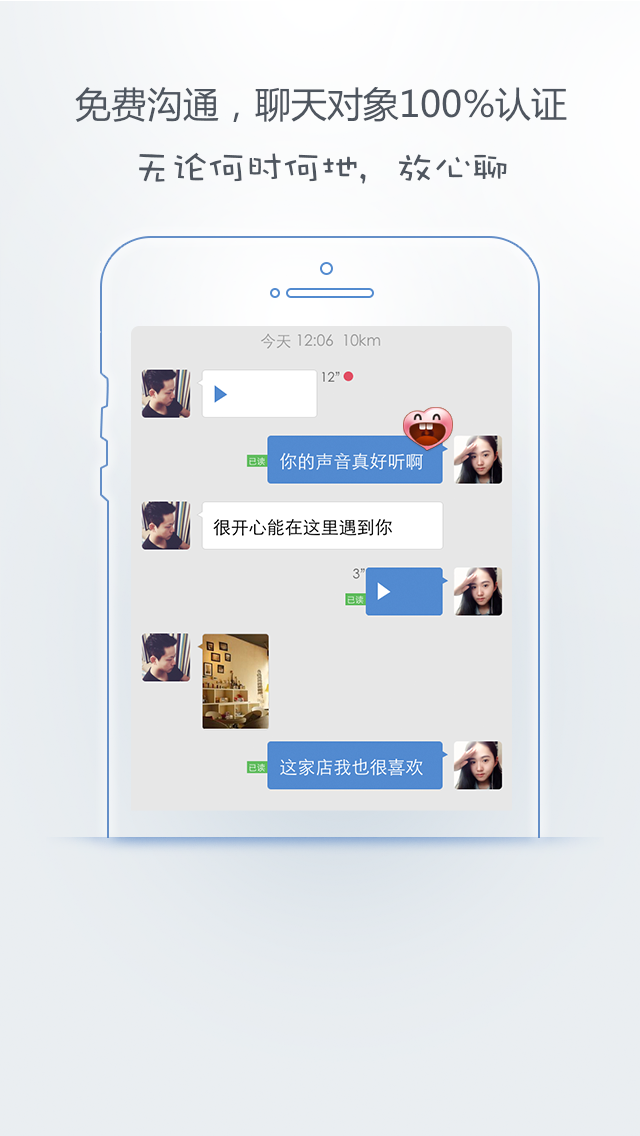 免费沟通，聊天对象100%认证
无论何时何地，放心聊
今天 12:06 10km
12”
已读
你的声音真好听啊
很开心能在这里遇到你
3”
已读
已读
这家店我也很喜欢